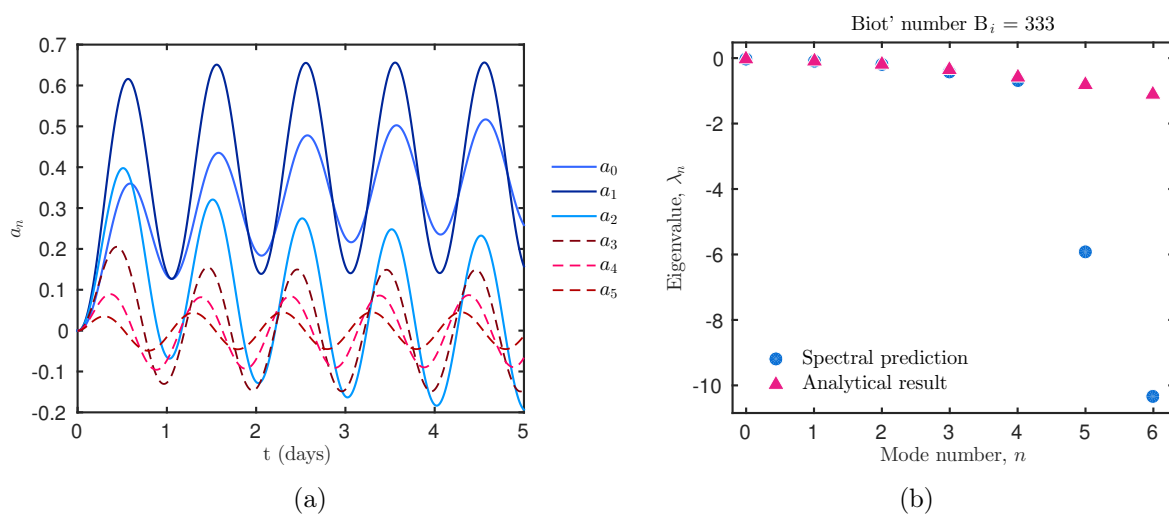 0.7
0.6
0.5
0.4
0.3
0.2
0.1
0
-0.1
-0.2
0 1 2 3 4 5
a_n
t (days)
a_0
a_1
a_2
a_3
a_4
a_5
(a)
Biot' number B_i = 333
0
-2
-4
-6
-8
-10
Eigenvalue, λ_n
Spectral prediction
Analytical result
0 1 2 3 4 5 6
Mode number, n
(b)